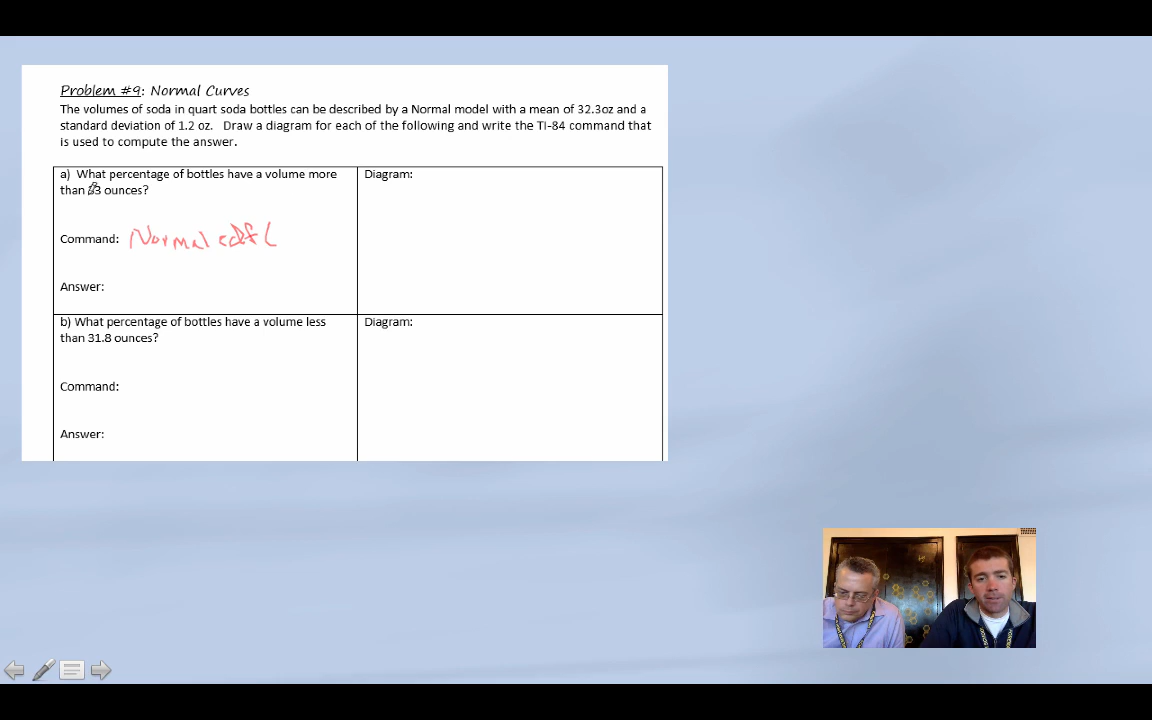 Problem #9: Normal Curves
The volumes of soda in quart soda bottles can be described by a Normal model with a mean of 32.3oz and a
standard deviation of 1.2 oz. Draw a diagram for each of the following and write the Ti-84 command that
is used to compute the answer.
a) What percentage of bottles have a volume more
than 33 ounces?
Command: Normal cdf (
Answer:
Diagram:
b) What percentage of bottles have a volume less
than 31.8 ounces?
Command:
Answer:
Diagram: